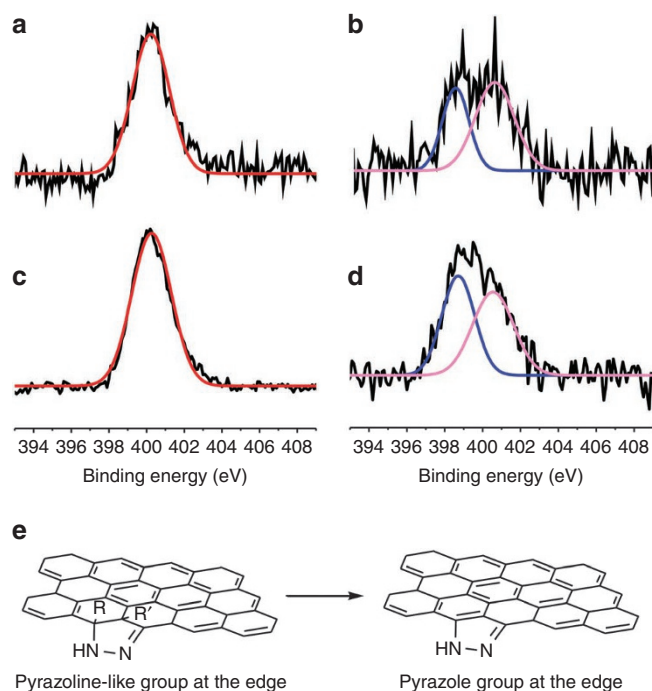 a
b
c
d
394 396 398 400 402 404 406 408
394 396 398 400 402 404 406 408
Binding energy (eV)
Binding energy (eV)
e
R
R′
HN
N
HN
N
Pyrazoline-like group at the edge
Pyrazole group at the edge